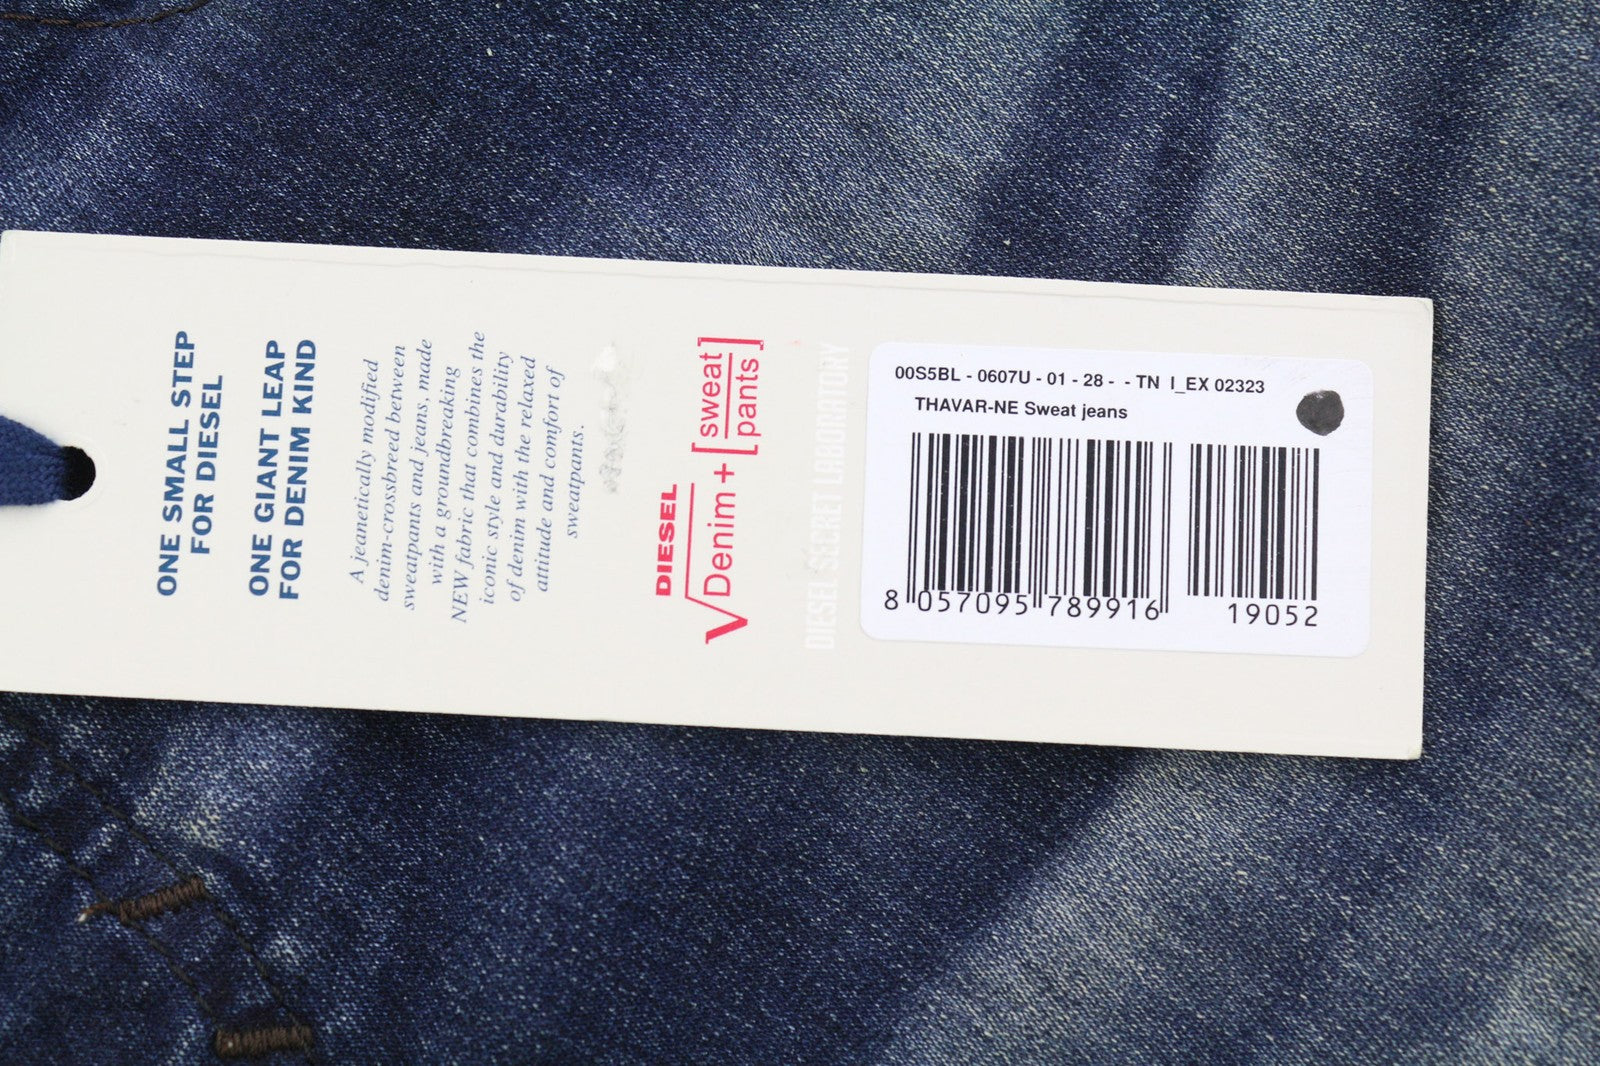 ONE SMALL STEP
FOR DIESEL
ONE GIANT LEAP
FOR DENIM KIND
A jeanetically modified
denim-crossbreed between
sweatpants and jeans, made
with a groundbreaking
NEW fabric that combines the
iconic style and durability
of denim with the relaxed
attitude and comfort of
sweatpants.
DIESEL
√Denim + [sweat
pants]
DIESEL SECRET LABORATORY
00S5BL - 0607U - 01 - 28 - - TN I_EX 02323
THAVAR-NE Sweat jeans
8 057095 789916 19052